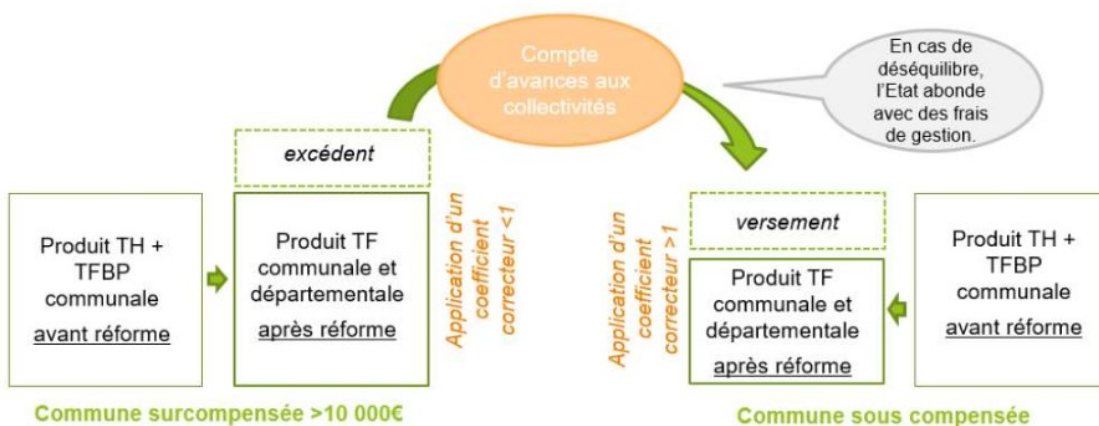 Compte
d'avances aux
collectivités
En cas de
déséquilibre,
l'Etat abonde
avec des frais
de gestion.
excédent
Produit TH +
TFBP
communale
avant réforme
Produit TF
communale et
départementale
après réforme
Application d'un
coefficient
correcteur <1
Commune surcompensée >10 000€
Application d'un
coefficient
correcteur >1
versement
Produit TF
communale et
départementale
après réforme
Produit TH +
TFBP
communale
avant réforme
Commune sous compensée